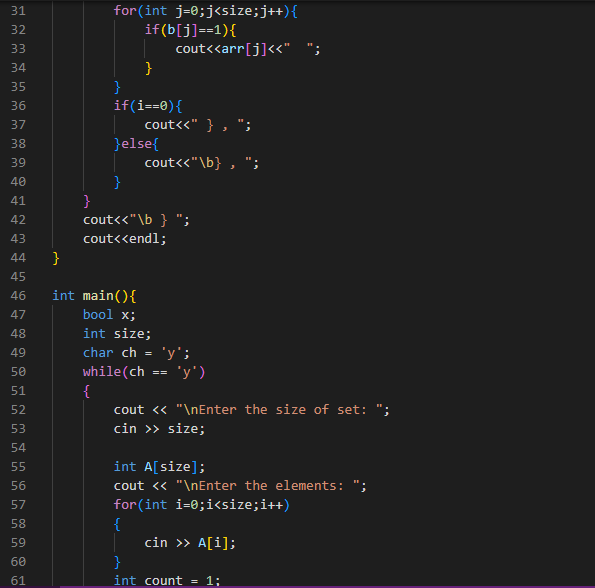 31 for(int j=0;j<size;j++){
32 if(b[j]==1){
33 cout<<arr[j]<<"  ";
34 }
35 }
36 if(i==0){
37 cout<<" } , ";
38 }else{
39 cout<<"\b} , ";
40 }
41 }
42 cout<<"\b } ";
43 cout<<endl;
44 }
45
46 int main(){
47 bool x;
48 int size;
49 char ch = 'y';
50 while(ch == 'y')
51 {
52 cout << "\nEnter the size of set: ";
53 cin >> size;
54
55 int A[size];
56 cout << "\nEnter the elements: ";
57 for(int i=0;i<size;i++)
58 {
59 cin >> A[i];
60 }
61 int count = 1;